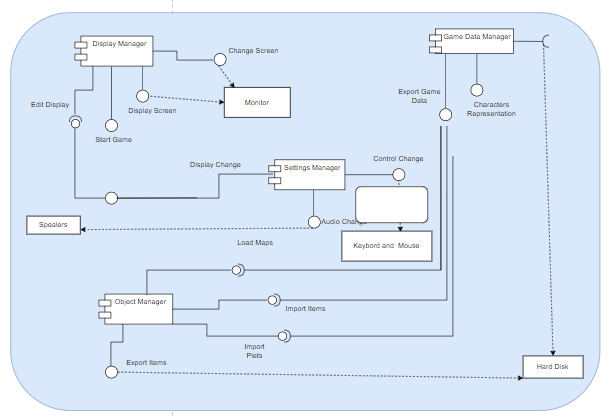 Display Manager
Change Screen
Game Data Manager
Edit Display
Display Screen
Monitor
Export Game
Data
Characters
Representation
Start Game
Display Change
Settings Manager
Control Change
Spealers
Audio Change
Keybord and Mouse
Load Maps
Object Manager
Import Items
Import
Plets
Export Items
Hard Disk